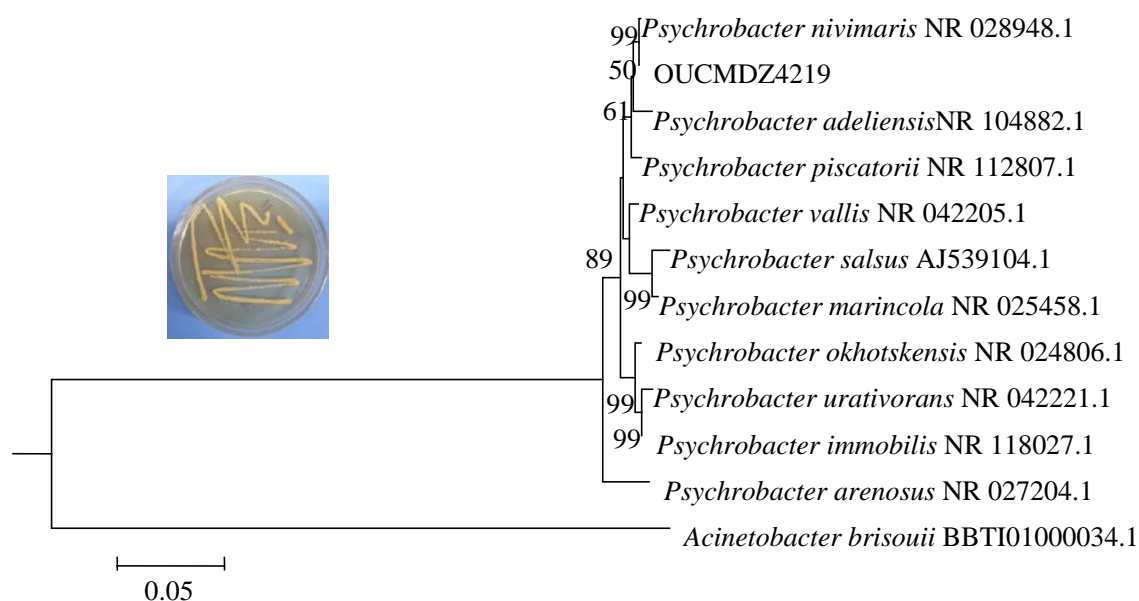 Psychrobacter nivimaris NR 028948.1
99
50 OUCMDZ4219
61
Psychrobacter adeliensisNR 104882.1
Psychrobacter piscatorii NR 112807.1
Psychrobacter vallis NR 042205.1
89
Psychrobacter salsus AJ539104.1
99
Psychrobacter marincola NR 025458.1
Psychrobacter okhotskensis NR 024806.1
99
Psychrobacter urativorans NR 042221.1
99
Psychrobacter immobilis NR 118027.1
Psychrobacter arenosus NR 027204.1
Acinetobacter brisouii BBTI01000034.1
0.05